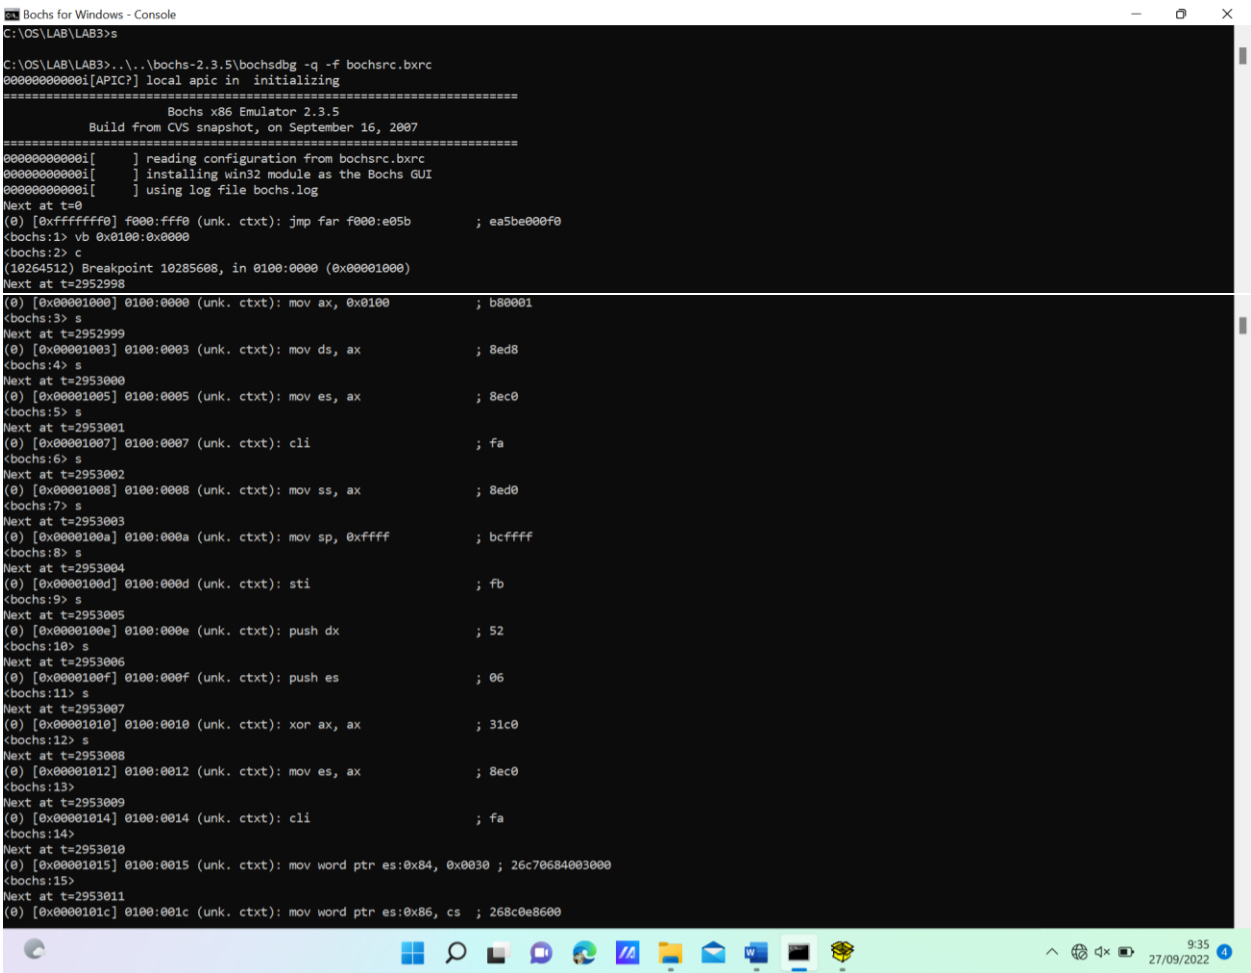 Bochs for Windows - Console
C:\OS\LAB\LAB3>s
C:\OS\LAB\LAB3>..\..\bochs-2.3.5\bochsdbg -q -f bochsrc.bxrc
00000000000i[APIC?] local apic in  initializing
========================================================================
Bochs x86 Emulator 2.3.5
Build from CVS snapshot, on September 16, 2007
========================================================================
00000000000i[     ] reading configuration from bochsrc.bxrc
00000000000i[     ] installing win32 module as the Bochs GUI
00000000000i[     ] using log file bochs.log
Next at t=0
(0) [0xfffffff0] f000:fff0 (unk. ctxt): jmp far f000:e05b         ; ea5be000f0
<bochs:1> vb 0x0100:0x0000
<bochs:2> c
(10264512) Breakpoint 10285608, in 0100:0000 (0x00001000)
Next at t=2952998
(0) [0x00001000] 0100:0000 (unk. ctxt): mov ax, 0x0100            ; b80001
<bochs:3> s
Next at t=2952999
(0) [0x00001003] 0100:0003 (unk. ctxt): mov ds, ax                ; 8ed8
<bochs:4> s
Next at t=2953000
(0) [0x00001005] 0100:0005 (unk. ctxt): mov es, ax                ; 8ec0
<bochs:5> s
Next at t=2953001
(0) [0x00001007] 0100:0007 (unk. ctxt): cli                       ; fa
<bochs:6> s
Next at t=2953002
(0) [0x00001008] 0100:0008 (unk. ctxt): mov ss, ax                ; 8ed0
<bochs:7> s
Next at t=2953003
(0) [0x0000100a] 0100:000a (unk. ctxt): mov sp, 0xffff            ; bcffff
<bochs:8> s
Next at t=2953004
(0) [0x0000100d] 0100:000d (unk. ctxt): sti                       ; fb
<bochs:9> s
Next at t=2953005
(0) [0x0000100e] 0100:000e (unk. ctxt): push dx                   ; 52
<bochs:10> s
Next at t=2953006
(0) [0x0000100f] 0100:000f (unk. ctxt): push es                   ; 06
<bochs:11> s
Next at t=2953007
(0) [0x00001010] 0100:0010 (unk. ctxt): xor ax, ax                ; 31c0
<bochs:12> s
Next at t=2953008
(0) [0x00001012] 0100:0012 (unk. ctxt): mov es, ax                ; 8ec0
<bochs:13>
Next at t=2953009
(0) [0x00001014] 0100:0014 (unk. ctxt): cli                       ; fa
<bochs:14>
Next at t=2953010
(0) [0x00001015] 0100:0015 (unk. ctxt): mov word ptr es:0x84, 0x0030 ; 26c70684003000
<bochs:15>
Next at t=2953011
(0) [0x0000101c] 0100:001c (unk. ctxt): mov word ptr es:0x86, cs  ; 268c0e8600
9:35
27/09/2022
4